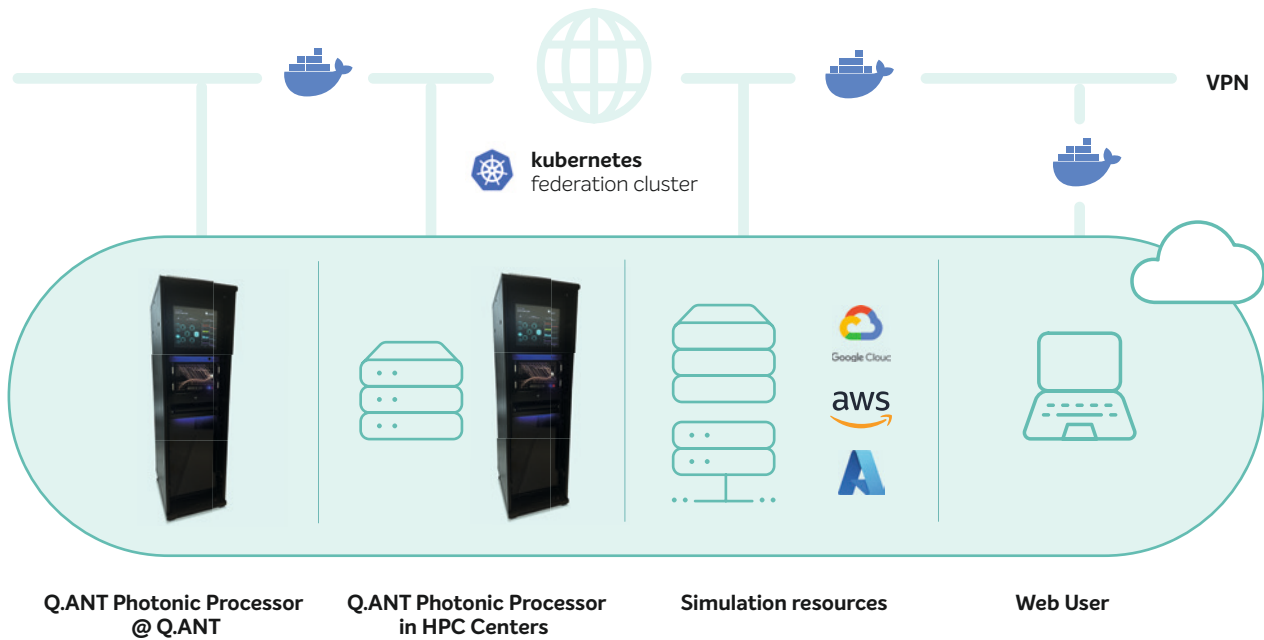 VPN
kubernetes
federation cluster
Google Cloud
aws
Q.ANT Photonic Processor
@ Q.ANT
Q.ANT Photonic Processor
in HPC Centers
Simulation resources
Web User